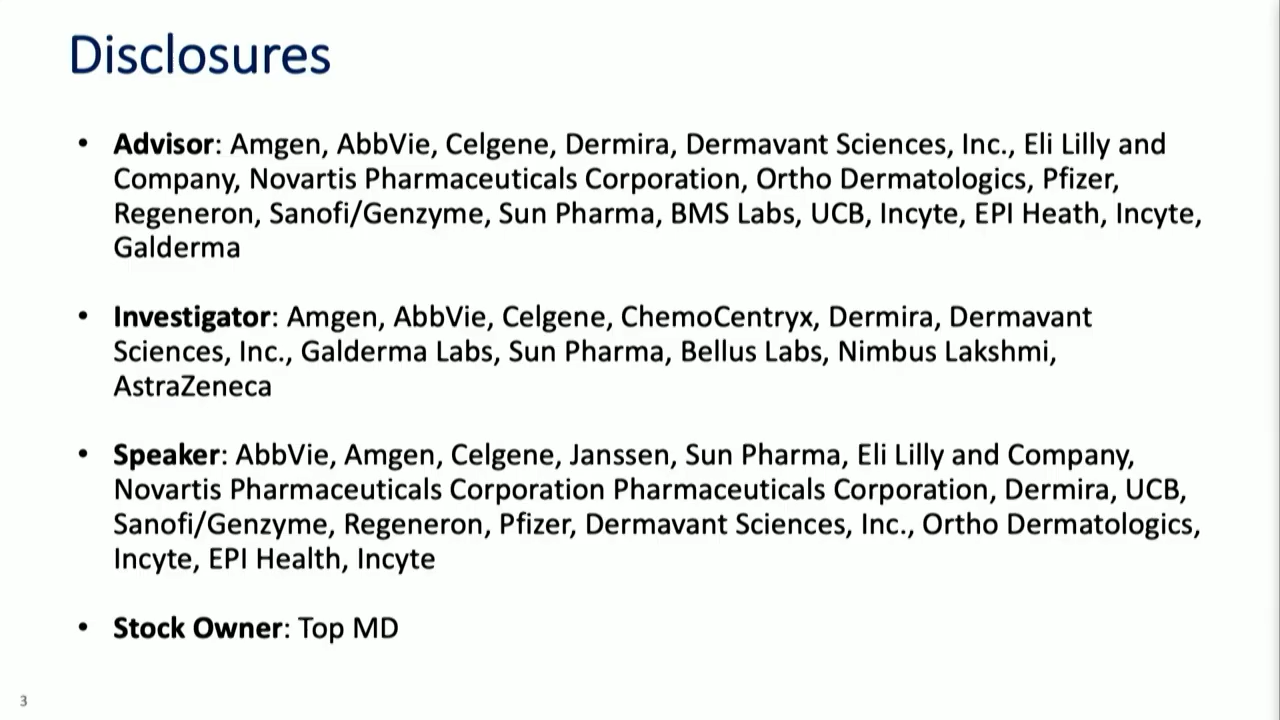 Disclosures
• Advisor: Amgen, AbbVie, Celgene, Dermira, Dermavant Sciences, Inc., Eli Lilly and
Company, Novartis Pharmaceuticals Corporation, Ortho Dermatologics, Pfizer,
Regeneron, Sanofi/Genzyme, Sun Pharma, BMS Labs, UCB, Incyte, EPI Heath, Incyte,
Galderma
• Investigator: Amgen, AbbVie, Celgene, ChemoCentryx, Dermira, Dermavant
Sciences, Inc., Galderma Labs, Sun Pharma, Bellus Labs, Nimbus Lakshmi,
AstraZeneca
• Speaker: AbbVie, Amgen, Celgene, Janssen, Sun Pharma, Eli Lilly and Company,
Novartis Pharmaceuticals Corporation Pharmaceuticals Corporation, Dermira, UCB,
Sanofi/Genzyme, Regeneron, Pfizer, Dermavant Sciences, Inc., Ortho Dermatologics,
Incyte, EPI Health, Incyte
• Stock Owner: Top MD
3